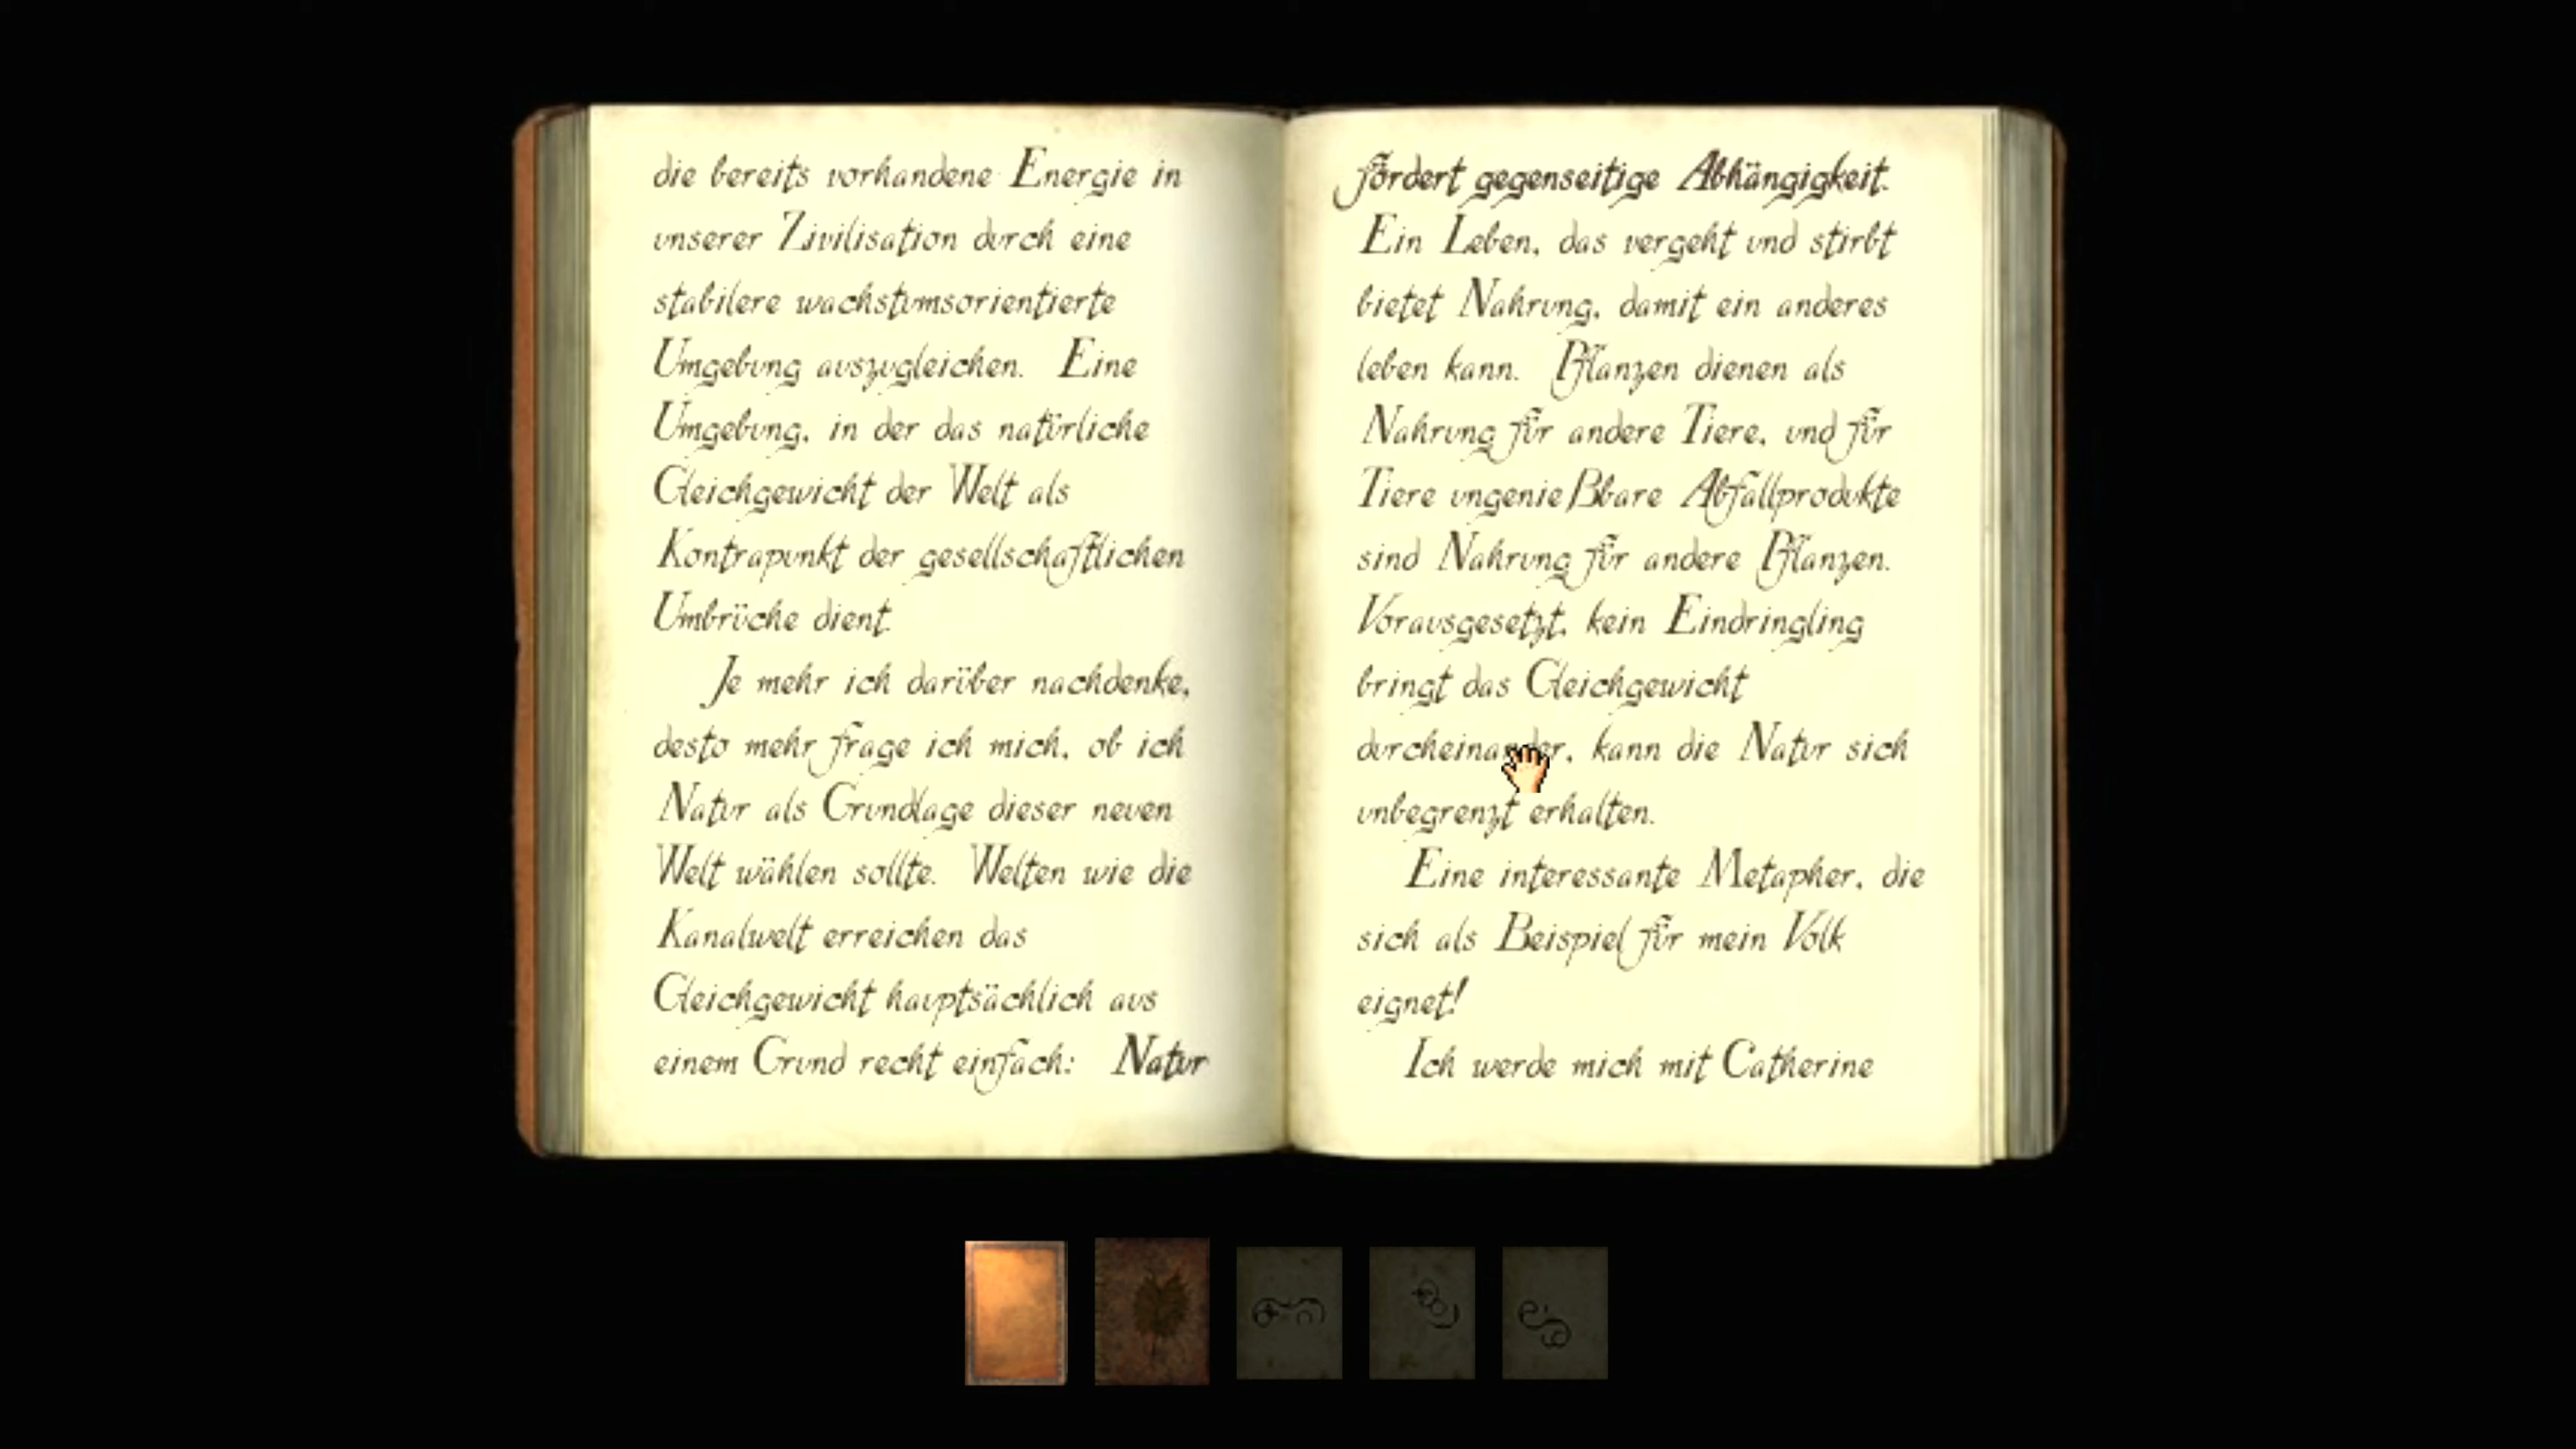 die bereits vorhandene Energie in
unserer Zivilisation durch eine
stabilere wachstumsorientierte
Umgebung auszugleichen. Eine
Umgebung, in der das natürliche
Gleichgewicht der Welt als
Kontrapunkt der gesellschaftlichen
Umbrüche dient.
Je mehr ich darüber nachdenke,
desto mehr frage ich mich, ob ich
Natur als Grundlage dieser neuen
Welt wählen sollte. Welten wie die
Kanalwelt erreichen das
Gleichgewicht hauptsächlich aus
einem Grund recht einfach: Natur
fördert gegenseitige Abhängigkeit.
Ein Leben, das vergeht und stirbt
bietet Nahrung, damit ein anderes
leben kann. Pflanzen dienen als
Nahrung für andere Tiere, und für
Tiere ungenießbare Abfallprodukte
sind Nahrung für andere Pflanzen.
Vorausgesetzt, kein Eindringling
bringt das Gleichgewicht
durcheinander, kann die Natur sich
unbegrenzt erhalten.
Eine interessante Metapher, die
sich als Beispiel für mein Volk
eignet!
Ich werde mich mit Catherine